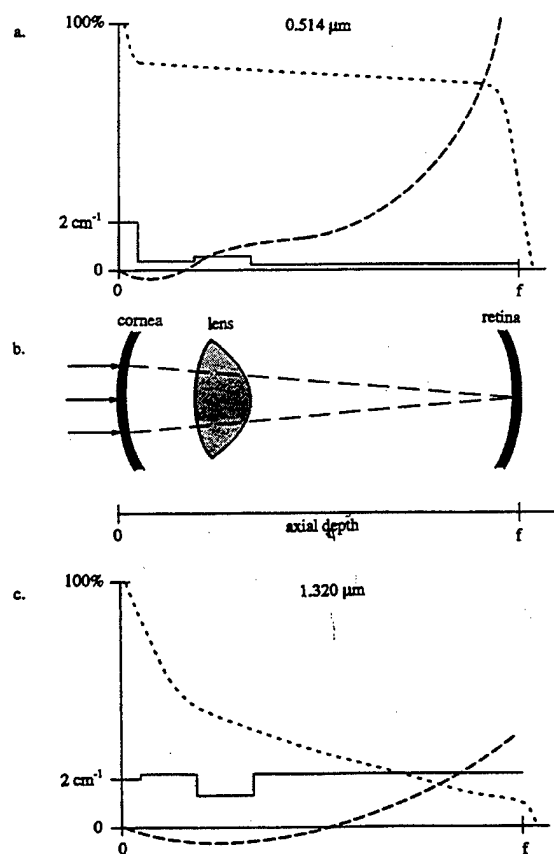 a.
100%
0.514 μm
2 cm⁻¹
0
0
f
cornea
lens
retina
b.
0
axial depth
f
c.
100%
1.320 μm
2 cm⁻¹
0
0
f